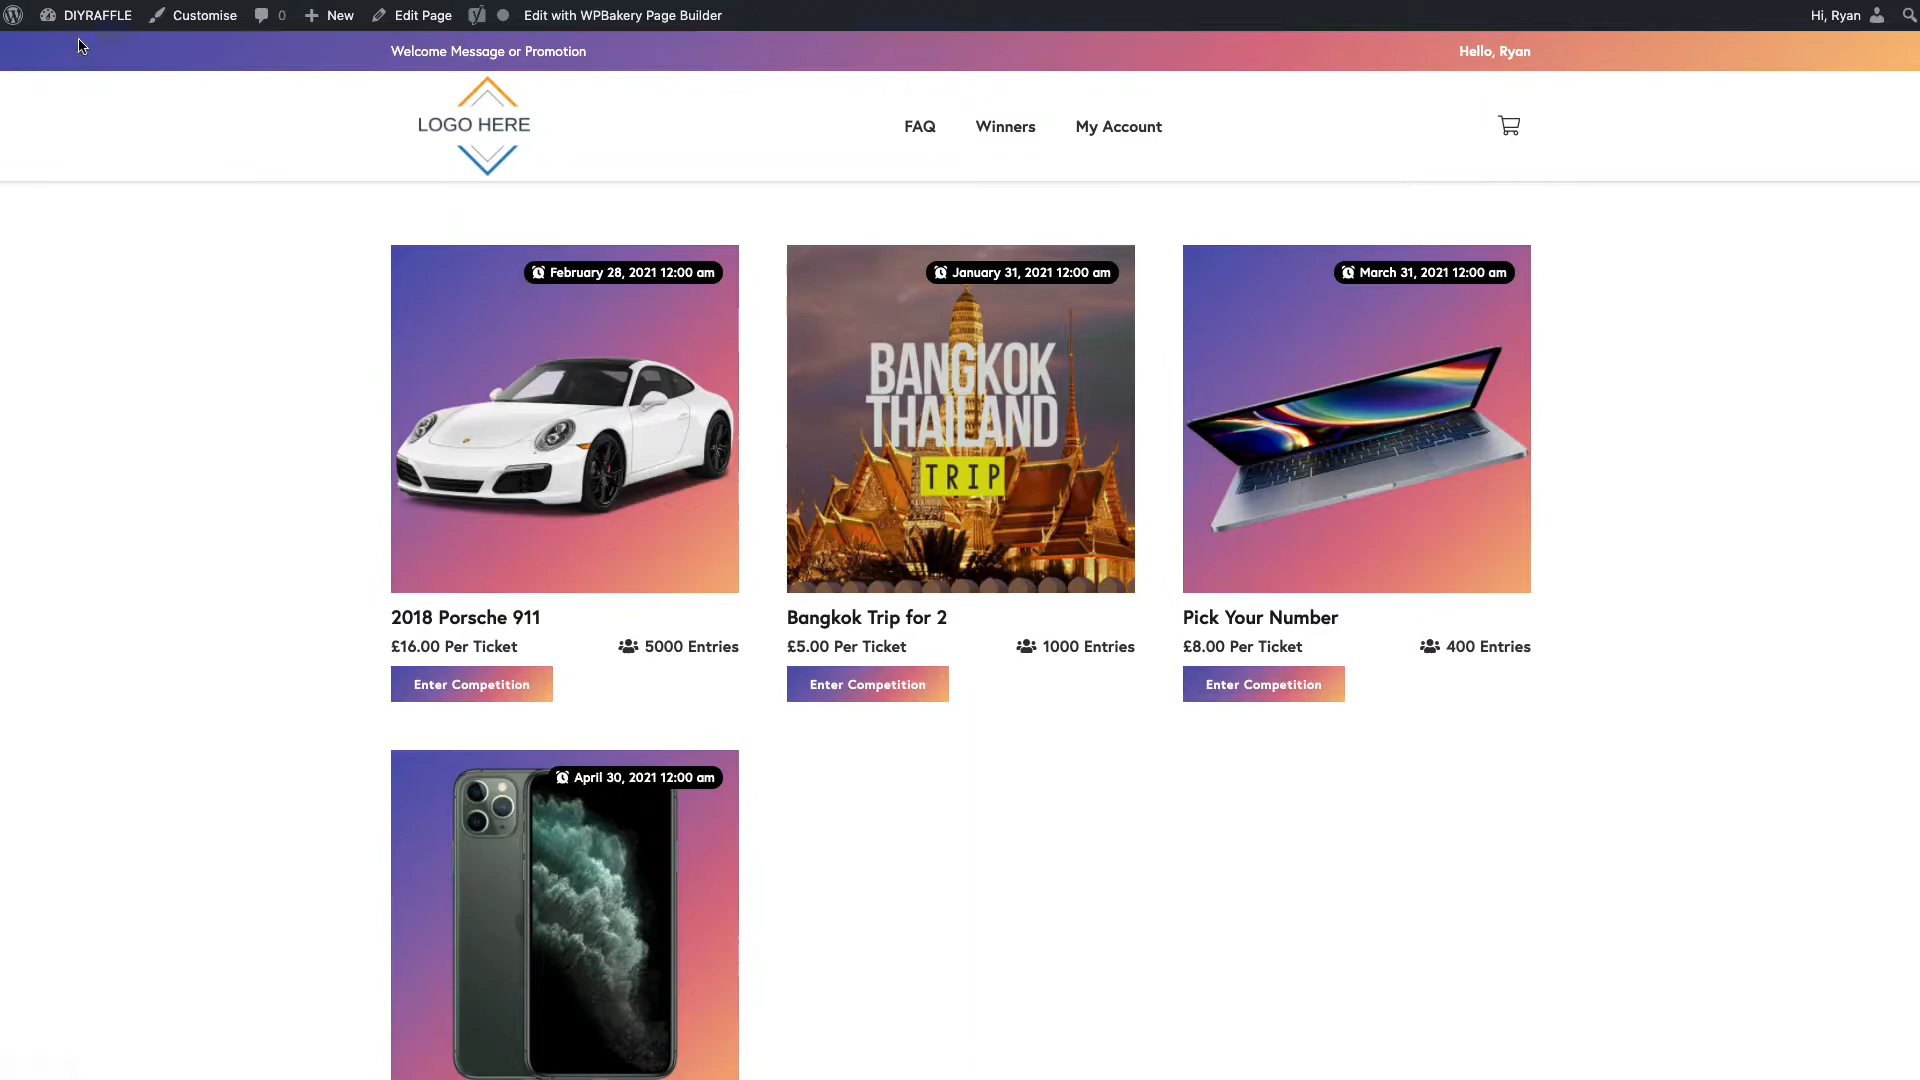 DIYRAFFLE Customise 0 New Edit Page Edit with WPBakery Page Builder Hi, Ryan
Welcome Message or Promotion Hello, Ryan
LOGO HERE
FAQ Winners My Account
February 28, 2021 12:00 am
January 31, 2021 12:00 am
March 31, 2021 12:00 am
BANGKOK
THAILAND
TRIP
2018 Porsche 911
£16.00 Per Ticket 5000 Entries
Enter Competition
Bangkok Trip for 2
£5.00 Per Ticket 1000 Entries
Enter Competition
Pick Your Number
£8.00 Per Ticket 400 Entries
Enter Competition
April 30, 2021 12:00 am